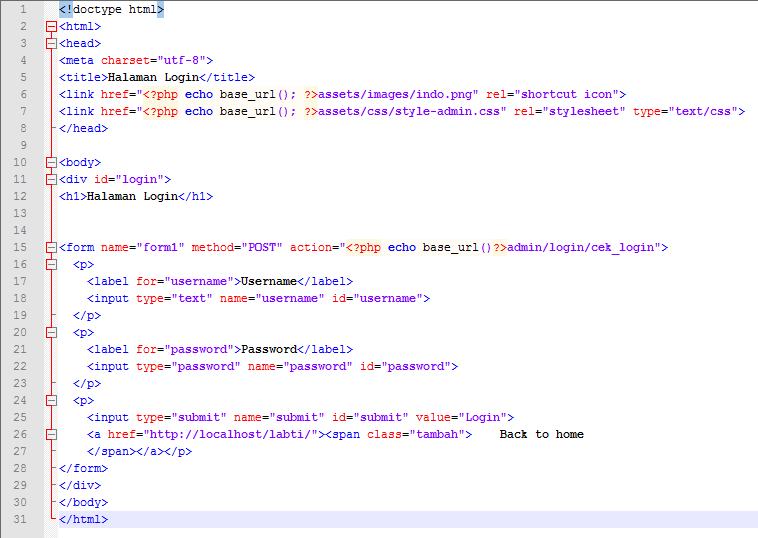 1 <!doctype html>
2 <html>
3 <head>
4 <meta charset="utf-8">
5 <title>Halaman Login</title>
6 <link href="<?php echo base_url(); ?>assets/images/indo.png" rel="shortcut icon">
7 <link href="<?php echo base_url(); ?>assets/css/style-admin.css" rel="stylesheet" type="text/css">
8 </head>
9
10 <body>
11 <div id="login">
12 <h1>Halaman Login</h1>
13
14
15 <form name="form1" method="POST" action="<?php echo base_url()?>admin/login/cek_login">
16   <p>
17     <label for="username">Username</label>
18     <input type="text" name="username" id="username">
19   </p>
20   <p>
21     <label for="password">Password</label>
22     <input type="password" name="password" id="password">
23   </p>
24   <p>
25     <input type="submit" name="submit" id="submit" value="Login">
26     <a href="http://localhost/labti/"><span class="tambah">    Back to home
27     </span></a></p>
28 </form>
29 </div>
30 </body>
31 </html>